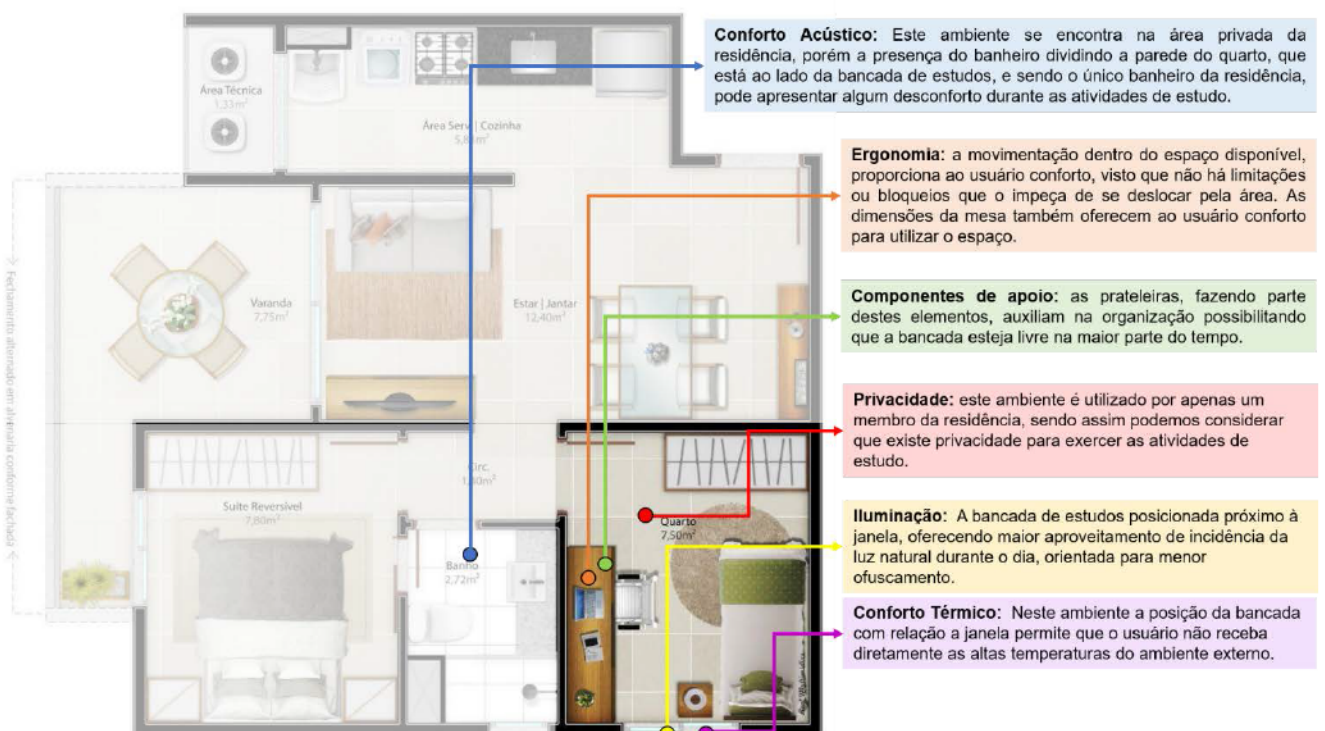 Conforto Acústico: Este ambiente se encontra na área privada da
residência, porém a presença do banheiro dividindo a parede do quarto, que
está ao lado da bancada de estudos, e sendo o único banheiro da residência,
pode apresentar algum desconforto durante as atividades de estudo.
Ergonomia: a movimentação dentro do espaço disponível,
proporciona ao usuário conforto, visto que não há limitações
ou bloqueios que o impeça de se deslocar pela área. As
dimensões da mesa também oferecem ao usuário conforto
para utilizar o espaço.
Componentes de apoio: as prateleiras, fazendo parte
destes elementos, auxiliam na organização possibilitando
que a bancada esteja livre na maior parte do tempo.
Privacidade: este ambiente é utilizado por apenas um
membro da residência, sendo assim podemos considerar
que existe privacidade para exercer as atividades de
estudo.
Iluminação: A bancada de estudos posicionada próximo à
janela, oferecendo maior aproveitamento de incidência da
luz natural durante o dia, orientada para menor
ofuscamento.
Conforto Térmico: Neste ambiente a posição da bancada
com relação a janela permite que o usuário não receba
diretamente as altas temperaturas do ambiente externo.
Área Técnica
1,33m²
Área Serv | Cozinha
Varanda
7,75m²
Estar | Jantar
12,40m²
Fechamento alternado em alvenaria conforme fachada
Circ.
Suíte Reversível
7,80m²
Banho
2,72m²
Quarto
7,50m²